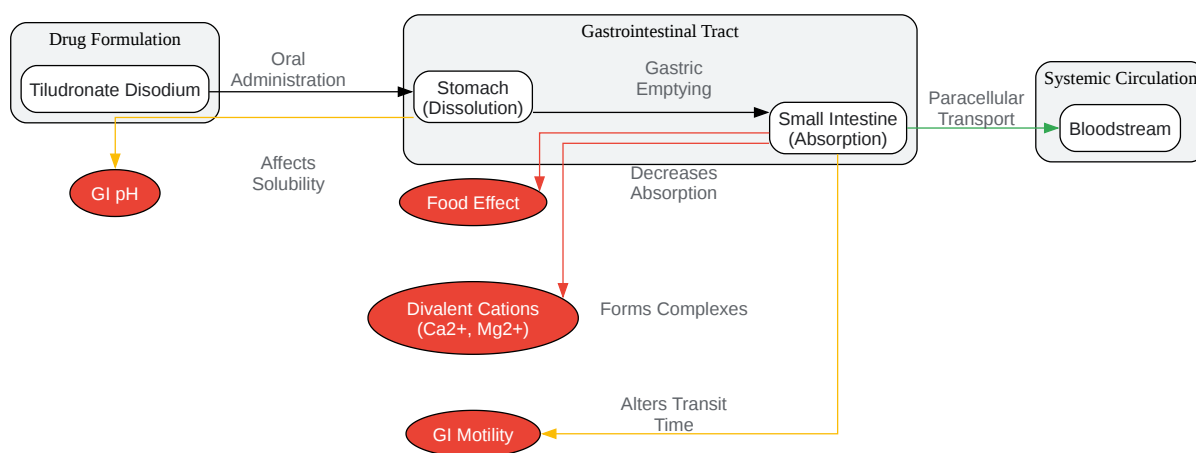 Drug Formulation
Tiludronate Disodium
Oral
Administration
Gastrointestinal Tract
Stomach
(Dissolution)
Gastric
Emptying
Small Intestine
(Absorption)
Paracellular
Transport
Systemic Circulation
Bloodstream
Affects
Solubility
GI pH
Decreases
Absorption
Food Effect
Divalent Cations
(Ca2+, Mg2+)
Forms Complexes
Alters Transit
Time
GI Motility